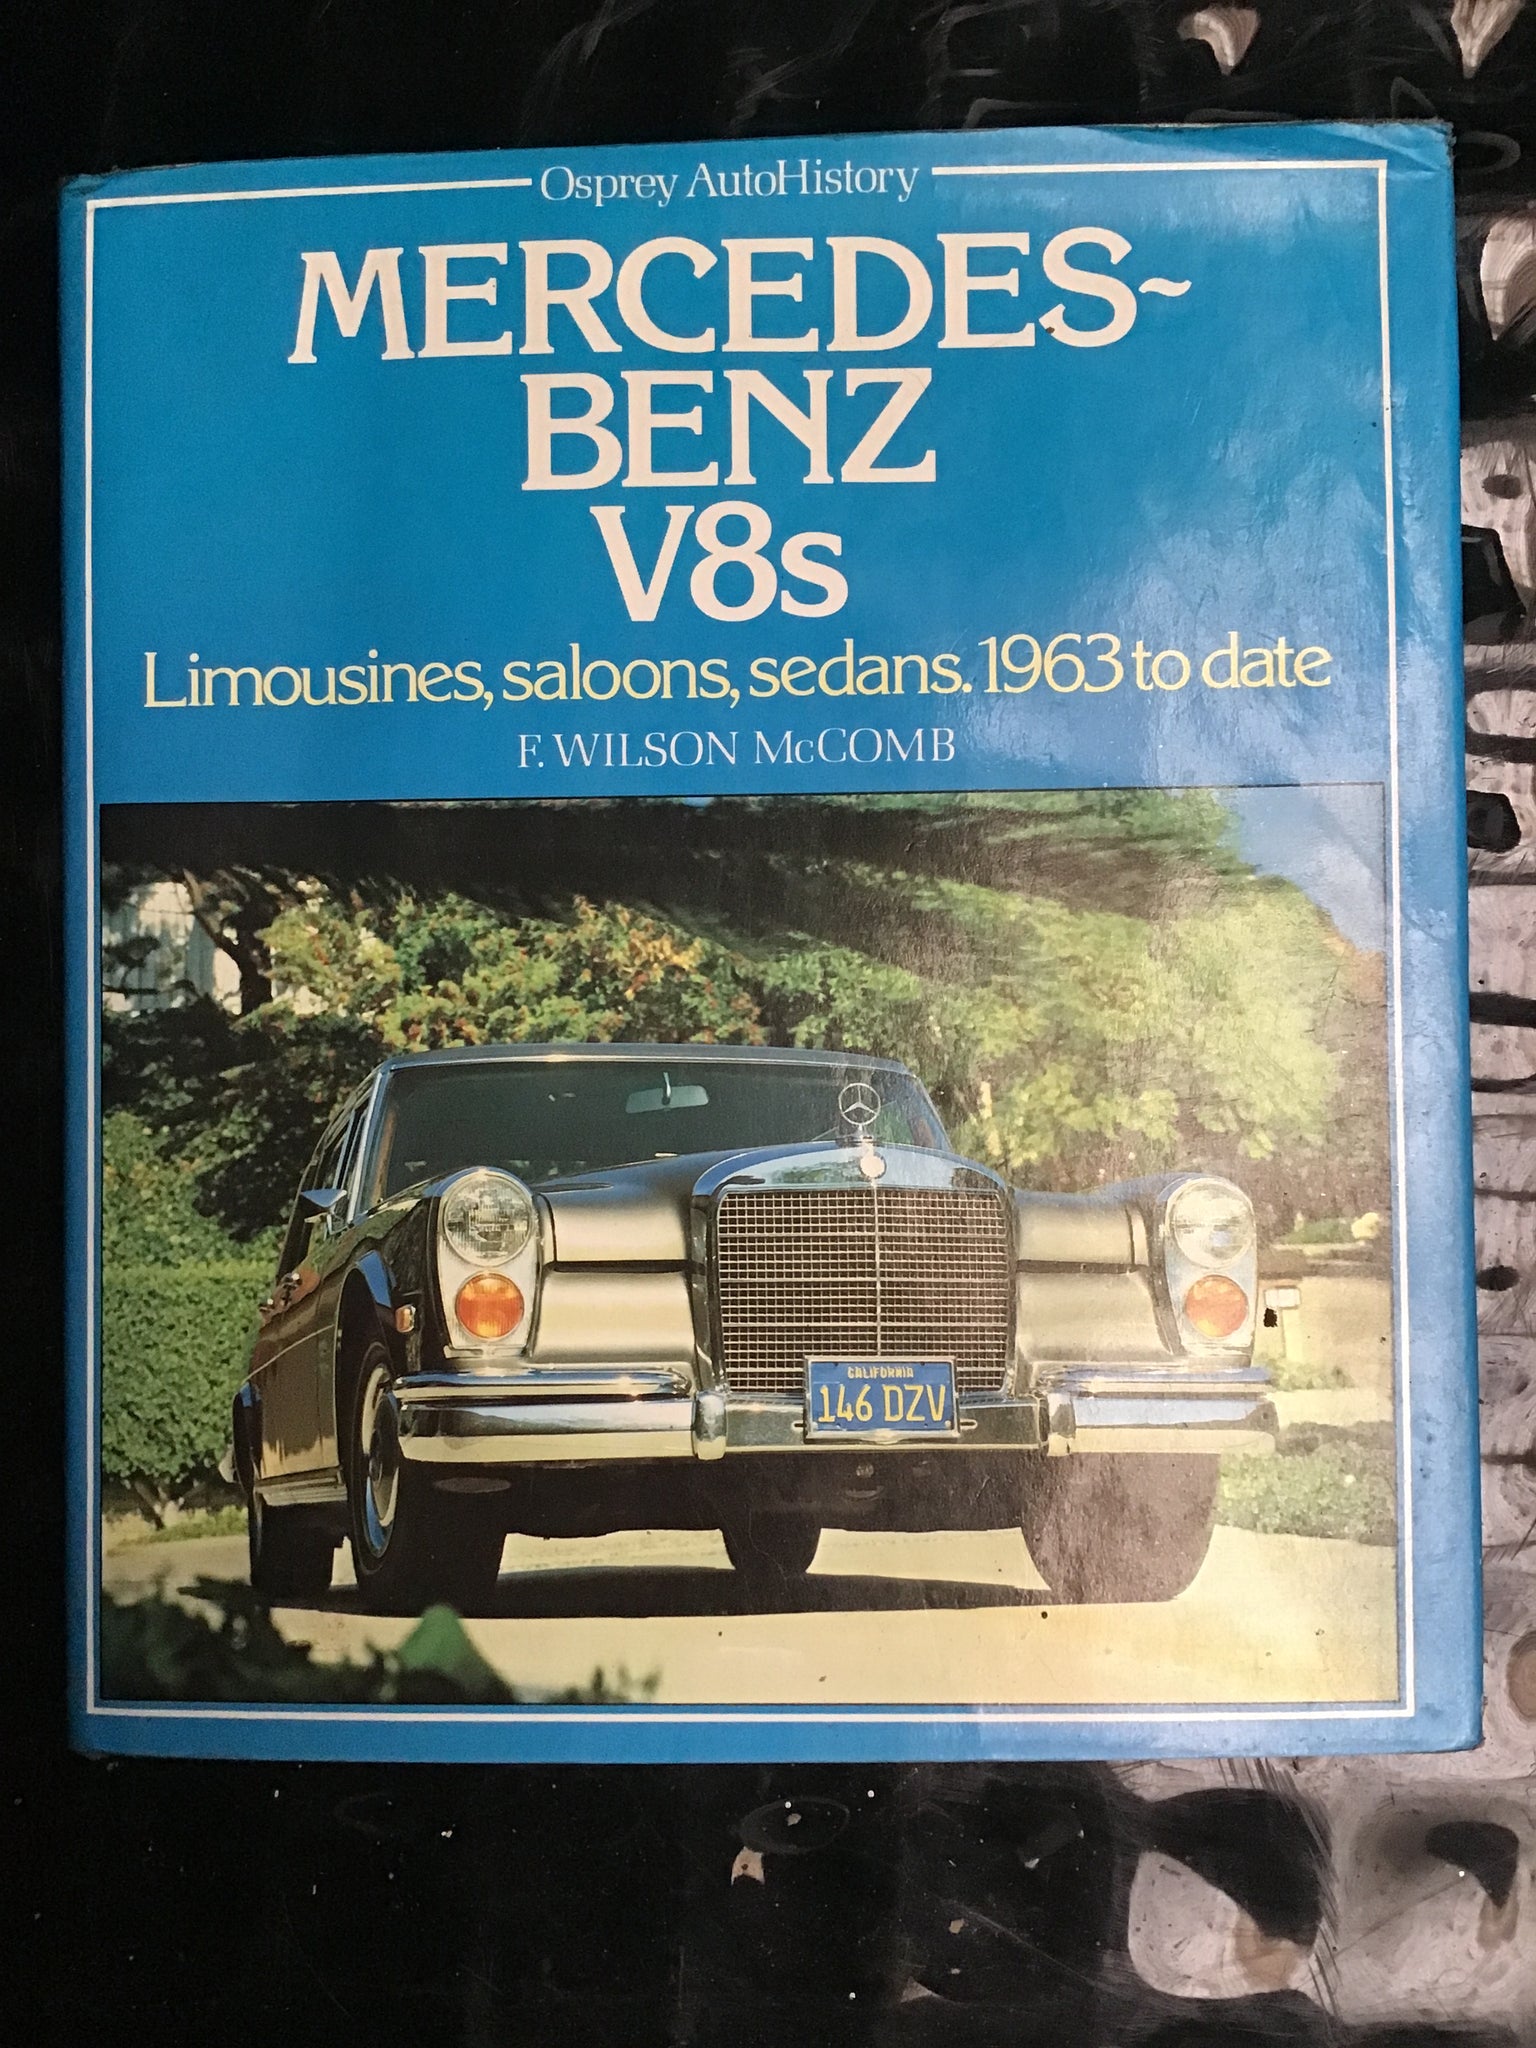 Osprey AutoHistory
MERCEDES~
BENZ
V8s
Limousines, saloons, sedans. 1963 to date
F. WILSON McCOMB
CALIFORNIA
146 DZV